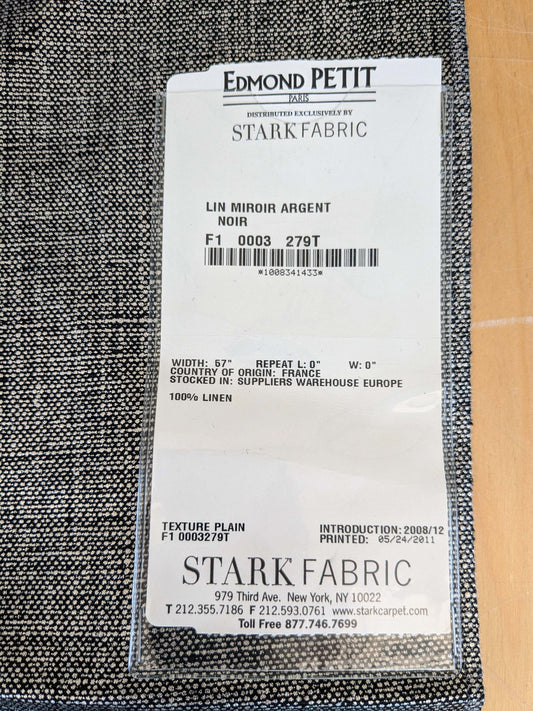 EDMOND PETIT
PARIS
DISTRIBUTED EXCLUSIVELY BY
STARK FABRIC
LIN MIROIR ARGENT
NOIR
F1 0003 279T
*1008341433*
WIDTH: 57" REPEAT L: 0" W: 0"
COUNTRY OF ORIGIN: FRANCE
STOCKED IN: SUPPLIERS WAREHOUSE EUROPE
100% LINEN
TEXTURE PLAIN INTRODUCTION: 2008/12
F1 0003279T PRINTED: 05/24/2011
STARK FABRIC
979 Third Ave. New York, NY 10022
T 212.355.7186 F 212.593.0761 www.starkcarpet.com
Toll Free 877.746.7699